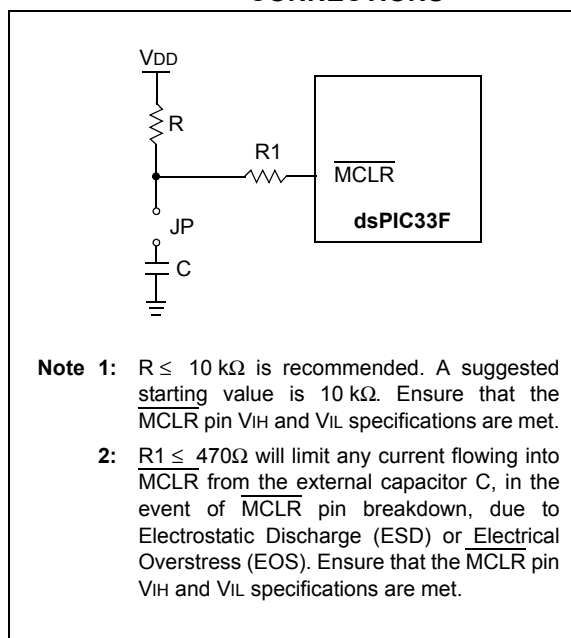 VDD
R
R1
MCLR
dsPIC33F
JP
C
Note 1: R ≤ 10 kΩ is recommended. A suggested
starting value is 10 kΩ. Ensure that the
MCLR pin VIH and VIL specifications are met.
2: R1 ≤ 470Ω will limit any current flowing into
MCLR from the external capacitor C, in the
event of MCLR pin breakdown, due to
Electrostatic Discharge (ESD) or Electrical
Overstress (EOS). Ensure that the MCLR pin
VIH and VIL specifications are met.